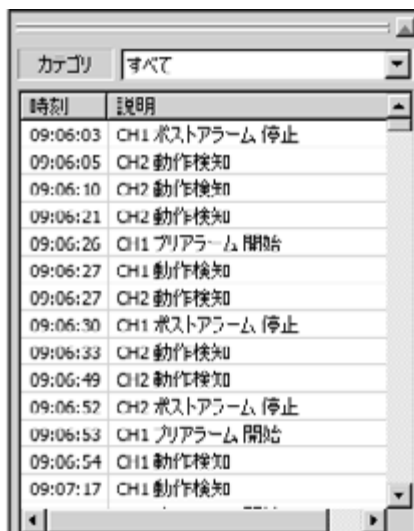 カテゴリ すべて
時刻 説明
09:06:03 CH1 ポストアラーム 停止
09:06:05 CH2 動作検知
09:06:10 CH2 動作検知
09:06:21 CH2 動作検知
09:06:26 CH1 プリアラーム 開始
09:06:27 CH1 動作検知
09:06:27 CH2 動作検知
09:06:30 CH1 ポストアラーム 停止
09:06:33 CH2 動作検知
09:06:49 CH2 動作検知
09:06:52 CH2 ポストアラーム 停止
09:06:53 CH1 プリアラーム 開始
09:06:54 CH1 動作検知
09:07:17 CH1 動作検知